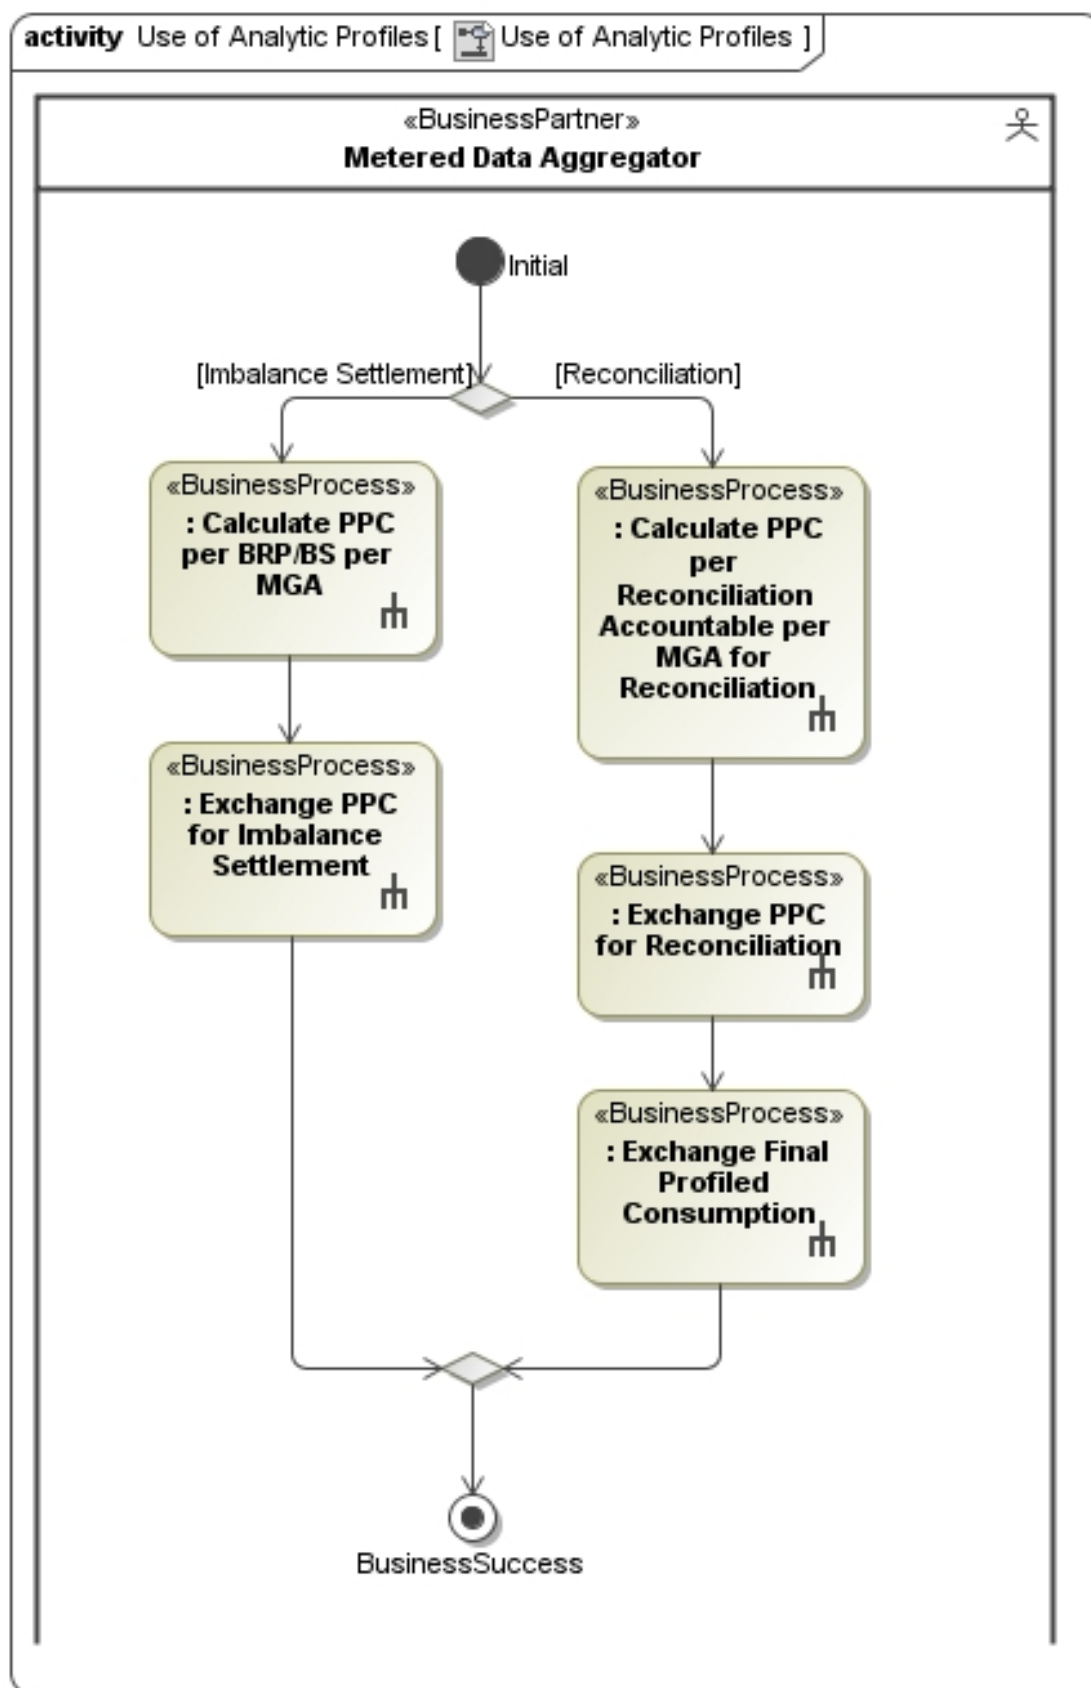 activity Use of Analytic Profiles [ Use of Analytic Profiles ]
«BusinessPartner»
Metered Data Aggregator
Initial
[Imbalance Settlement]
[Reconciliation]
«BusinessProcess»
: Calculate PPC
per BRP/BS per
MGA
«BusinessProcess»
: Calculate PPC
per
Reconciliation
Accountable per
MGA for
Reconciliation
«BusinessProcess»
: Exchange PPC
for Imbalance
Settlement
«BusinessProcess»
: Exchange PPC
for Reconciliation
«BusinessProcess»
: Exchange Final
Profiled
Consumption
BusinessSuccess